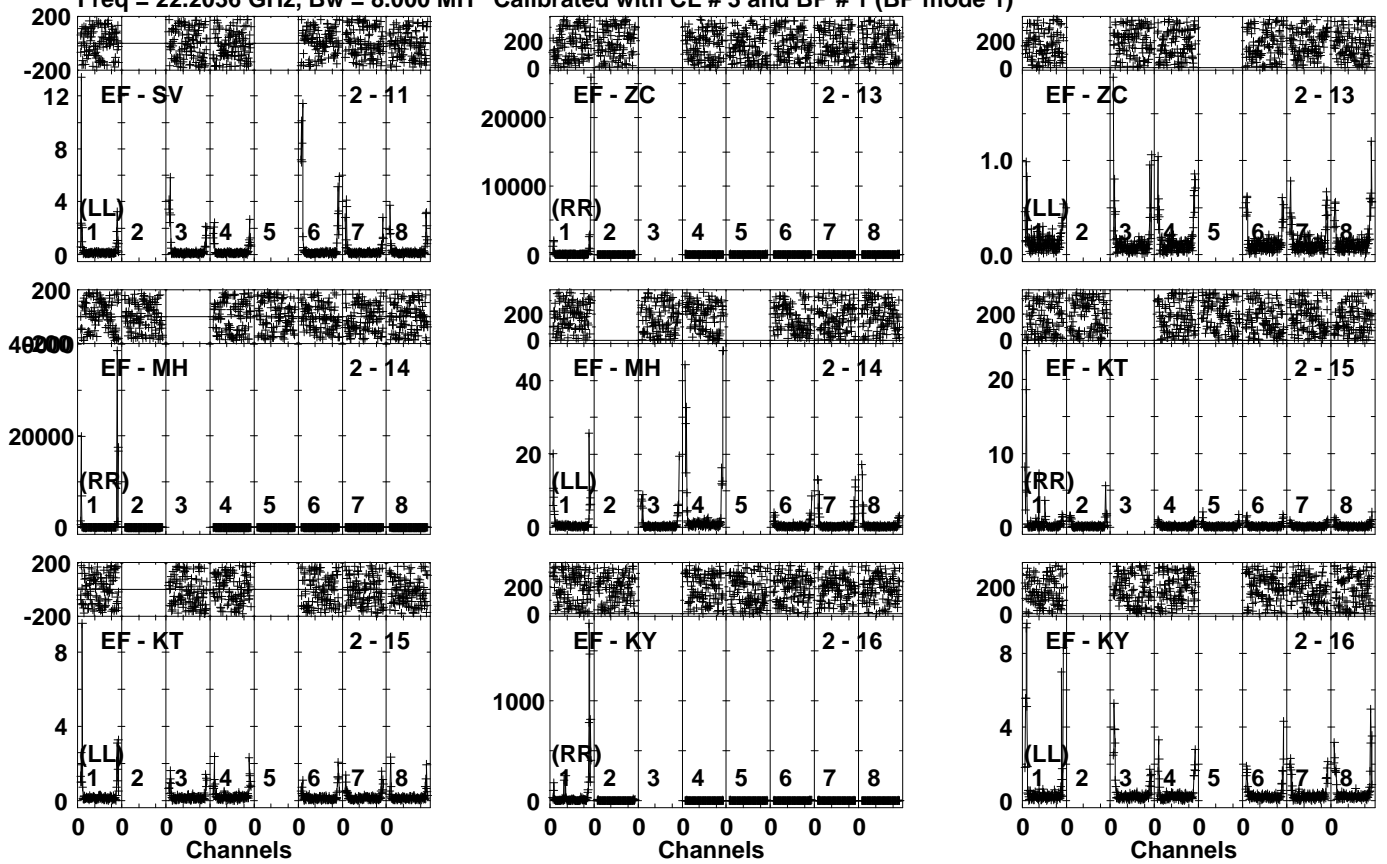 Freq = 22.2036 GHz, Bw = 8.000 MH Calibrated with CL # 3 and BP # 1 (BP mode 1)
200
-200
12
8
4
0
EF - SV 2 - 11
(LL)
1 2 3 4 5 6 7 8
200
0
20000
10000
0
EF - ZC 2 - 13
(RR)
1 2 3 4 5 6 7 8
200
0
1.0
0.0
EF - ZC 2 - 13
(LL)
1 2 3 4 5 6 7 8
200
-200
40000
20000
0
EF - MH 2 - 14
(RR)
1 2 3 4 5 6 7 8
200
0
40
20
0
EF - MH 2 - 14
(LL)
1 2 3 4 5 6 7 8
200
0
20
10
0
EF - KT 2 - 15
(RR)
1 2 3 4 5 6 7 8
200
-200
8
4
0
EF - KT 2 - 15
(LL)
1 2 3 4 5 6 7 8
0 0 0 0 0 0 0 0
Channels
200
0
1000
0
EF - KY 2 - 16
(RR)
1 2 3 4 5 6 7 8
0 0 0 0 0 0 0 0
Channels
200
0
8
4
0
EF - KY 2 - 16
(LL)
1 2 3 4 5 6 7 8
0 0 0 0 0 0 0 0
Channels